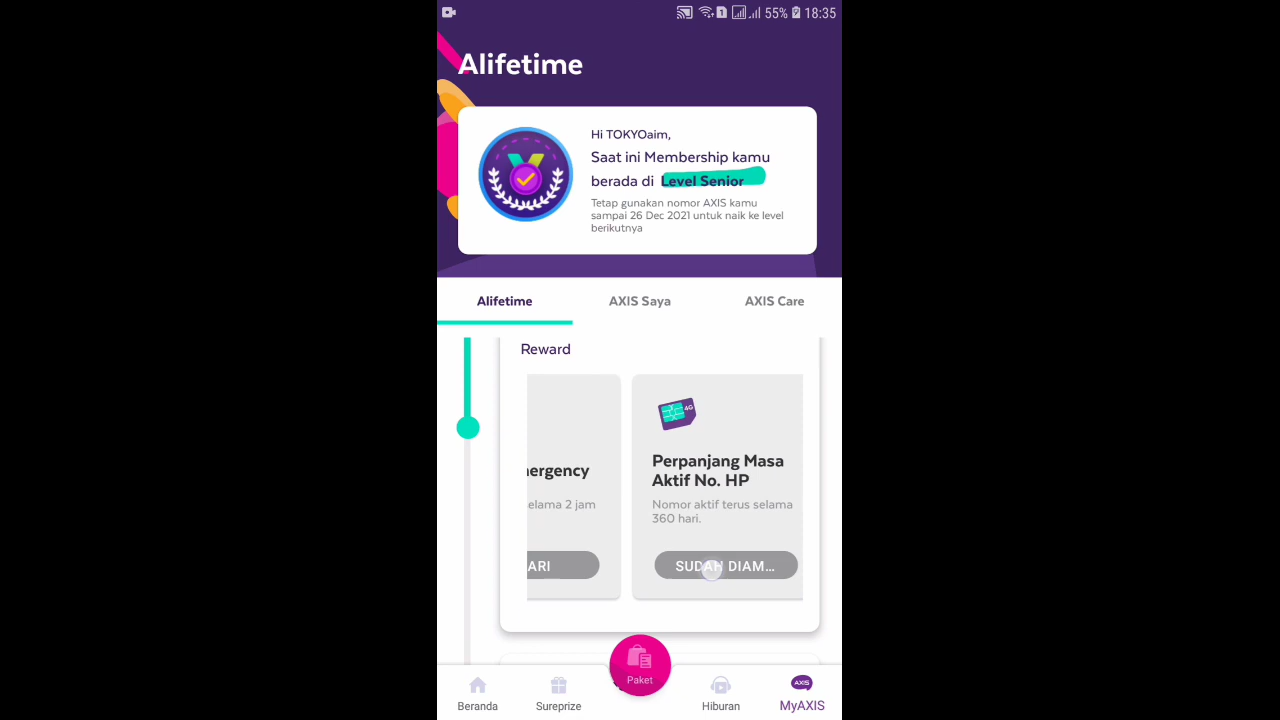 55% 18:35
Alifetime
Hi TOKYOaim,
Saat ini Membership kamu
berada di Level Senior
Tetap gunakan nomor AXIS kamu
sampai 26 Dec 2021 untuk naik ke level
berikutnya
Alifetime AXIS Saya AXIS Care
Reward
4G
nergency
elama 2 jam
ARI
Perpanjang Masa
Aktif No. HP
Nomor aktif terus selama
360 hari.
SUDAH DIAM...
Paket
Beranda Sureprize Hiburan AXIS MyAXIS